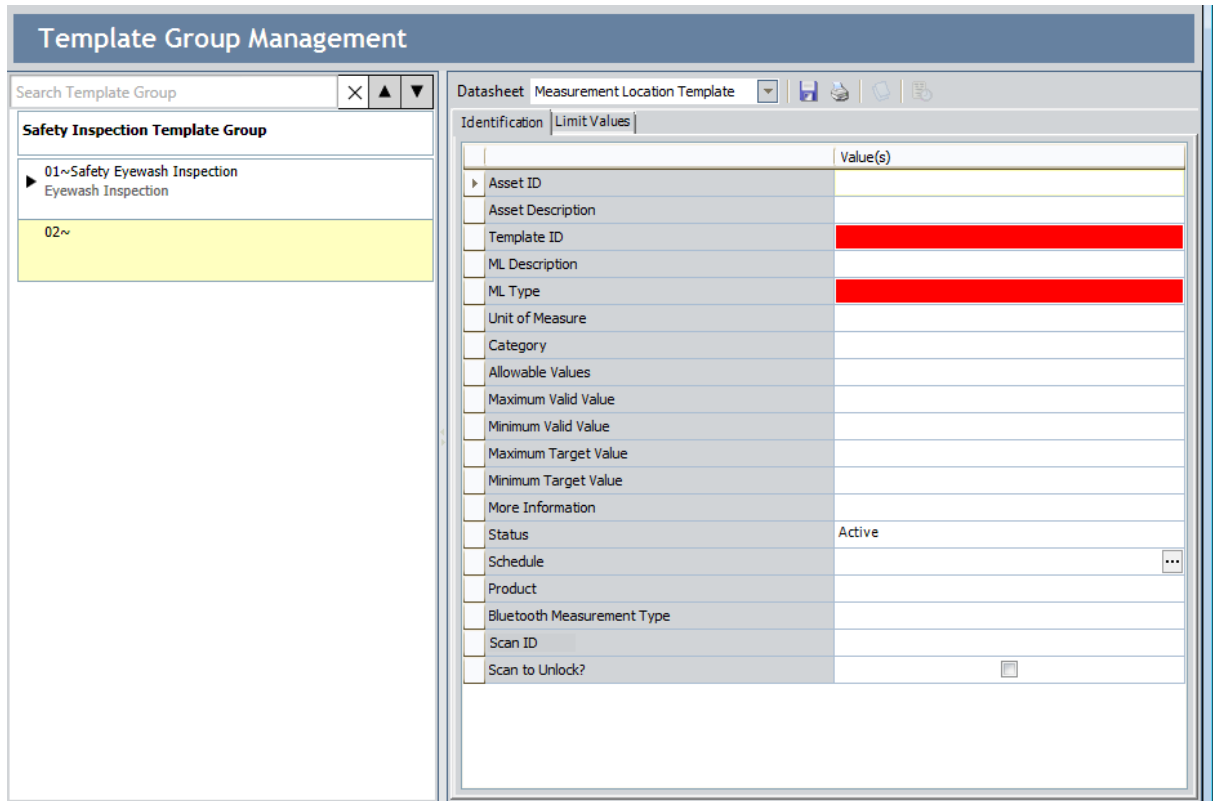 Template Group Management
Search Template Group
Safety Inspection Template Group
01~Safety Eyewash Inspection
Eyewash Inspection
02~
Datasheet Measurement Location Template
Identification Limit Values
Value(s)
Asset ID
Asset Description
Template ID
ML Description
ML Type
Unit of Measure
Category
Allowable Values
Maximum Valid Value
Minimum Valid Value
Maximum Target Value
Minimum Target Value
More Information
Status Active
Schedule ...
Product
Bluetooth Measurement Type
Scan ID
Scan to Unlock?